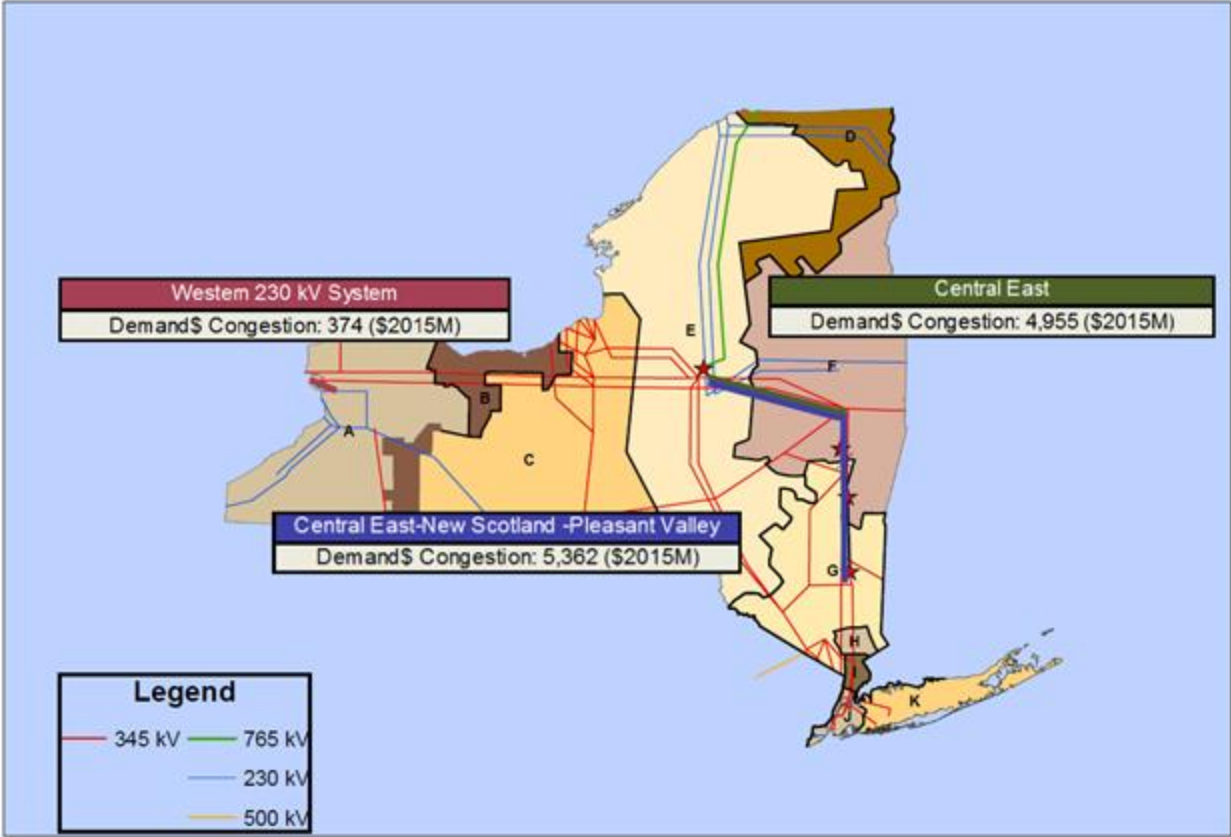 D
Western 230 kV System
Demand$ Congestion: 374 ($2015M)
Central East
Demand$ Congestion: 4,955 ($2015M)
E
F
B
A
C
Central East-New Scotland -Pleasant Valley
Demand$ Congestion: 5,362 ($2015M)
G
H
I
K
J
Legend
345 kV 765 kV
230 kV
500 kV